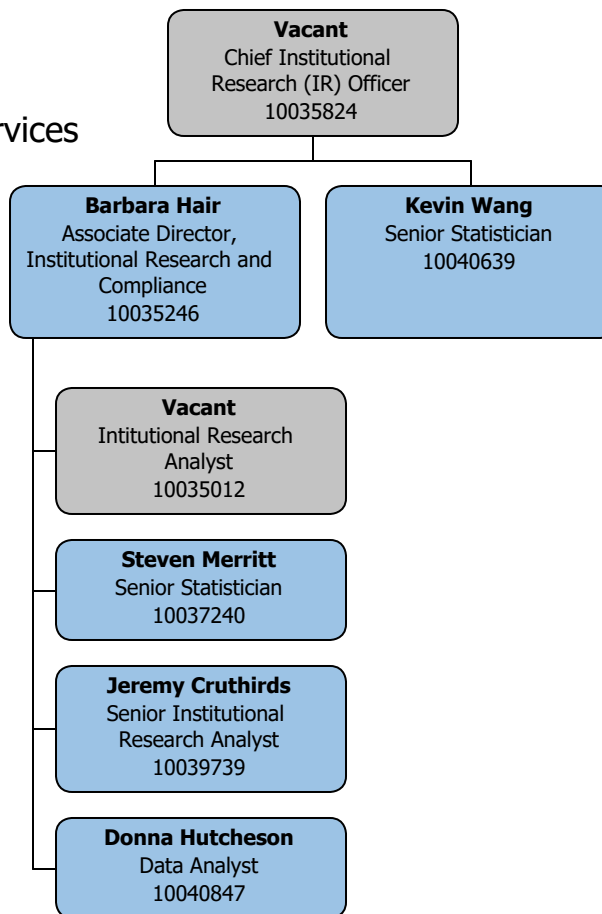 Vacant
Chief Institutional
Research (IR) Officer
10035824
rvices
Barbara Hair
Associate Director,
Institutional Research and
Compliance
10035246
Kevin Wang
Senior Statistician
10040639
Vacant
Intitutional Research
Analyst
10035012
Steven Merritt
Senior Statistician
10037240
Jeremy Cruthirds
Senior Institutional
Research Analyst
10039739
Donna Hutcheson
Data Analyst
10040847